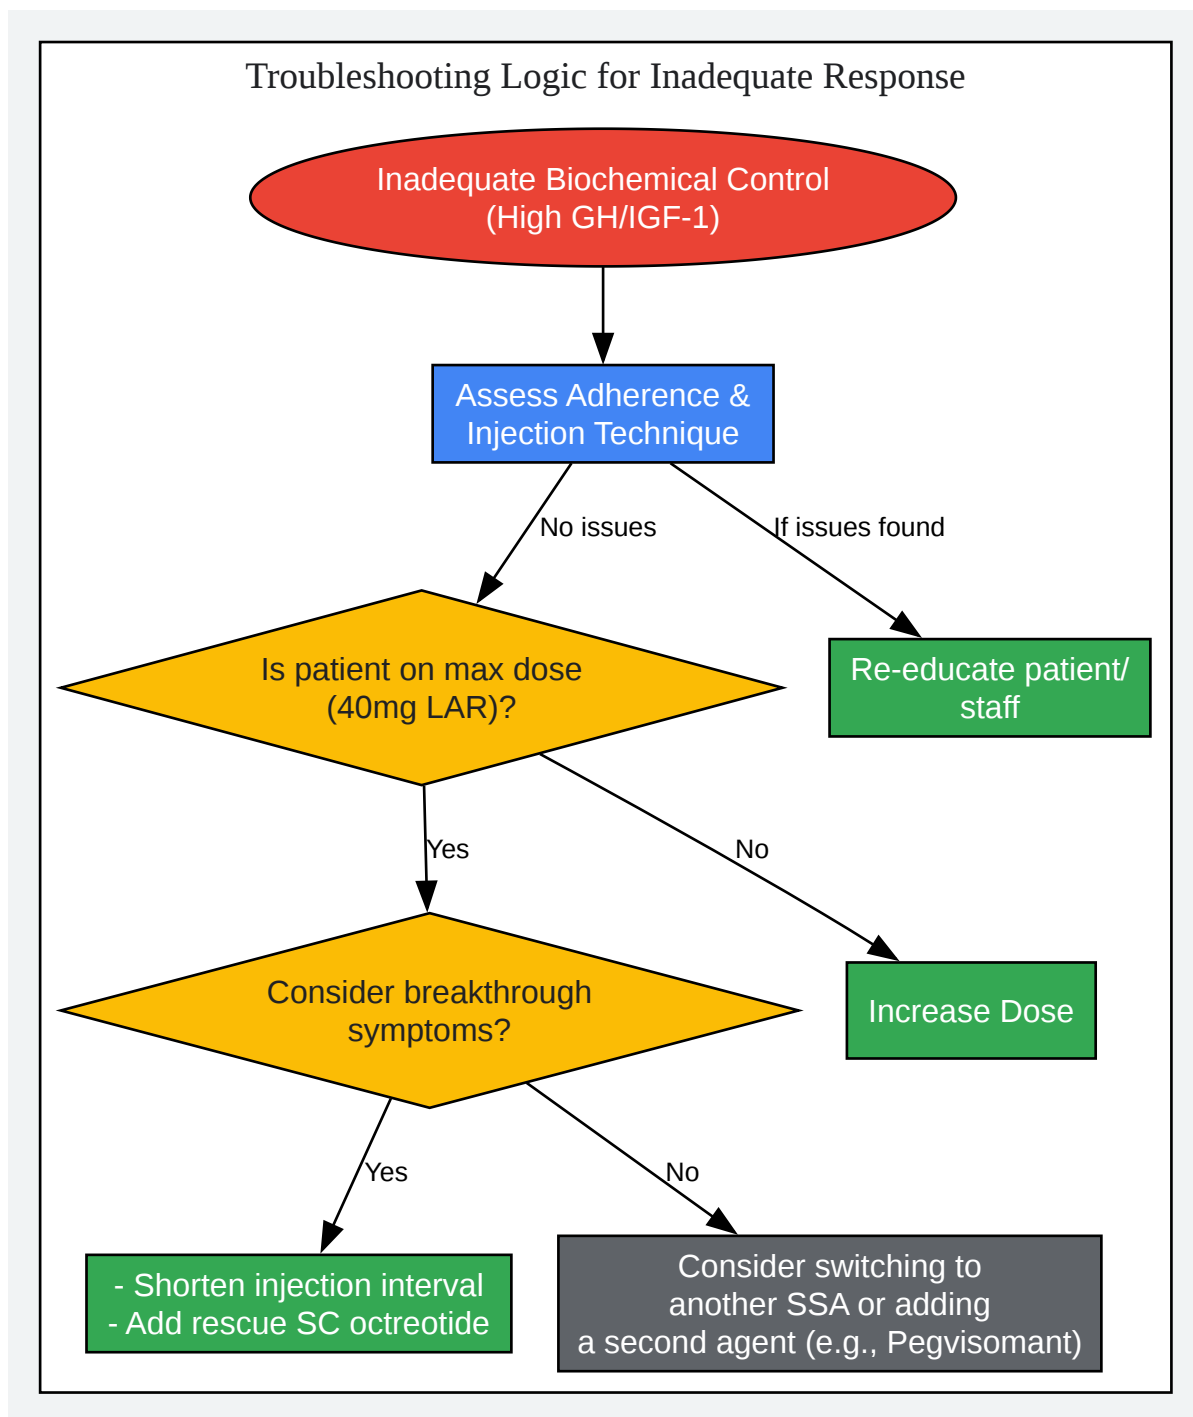 Troubleshooting Logic for Inadequate Response
Inadequate Biochemical Control
(High GH/IGF-1)
Assess Adherence &
Injection Technique
No issues
If issues found
Is patient on max dose
(40mg LAR)?
Re-educate patient/
staff
Yes
No
Consider breakthrough
symptoms?
Increase Dose
Yes
No
- Shorten injection interval
- Add rescue SC octreotide
Consider switching to
another SSA or adding
a second agent (e.g., Pegvisomant)